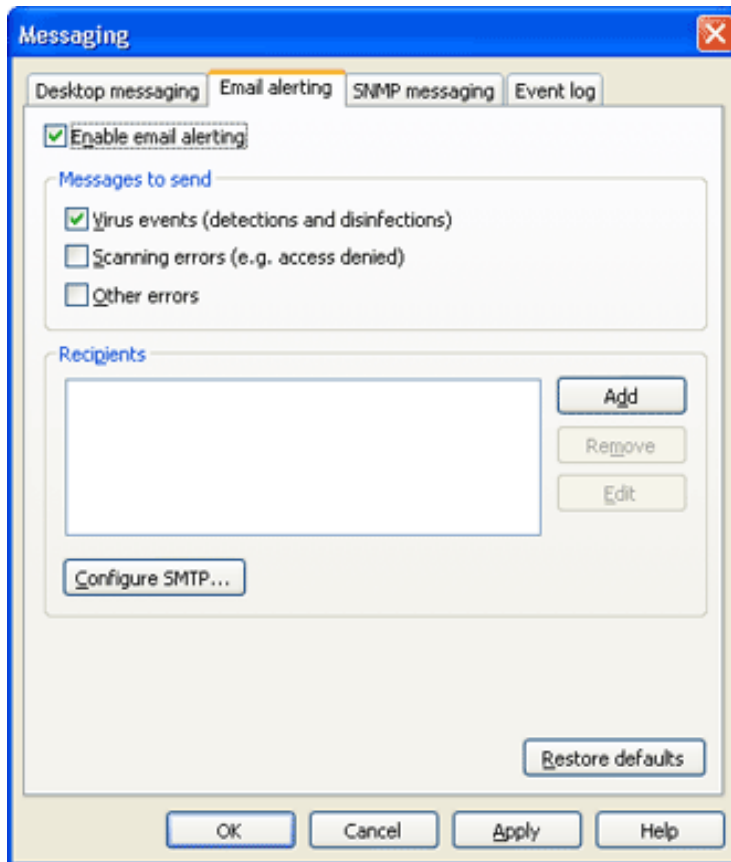 Messaging
Desktop messaging Email alerting SNMP messaging Event log
Enable email alerting
Messages to send
Virus events (detections and disinfections)
Scanning errors (e.g. access denied)
Other errors
Recipients
Add
Remove
Edit
Configure SMTP...
Restore defaults
OK Cancel Apply Help